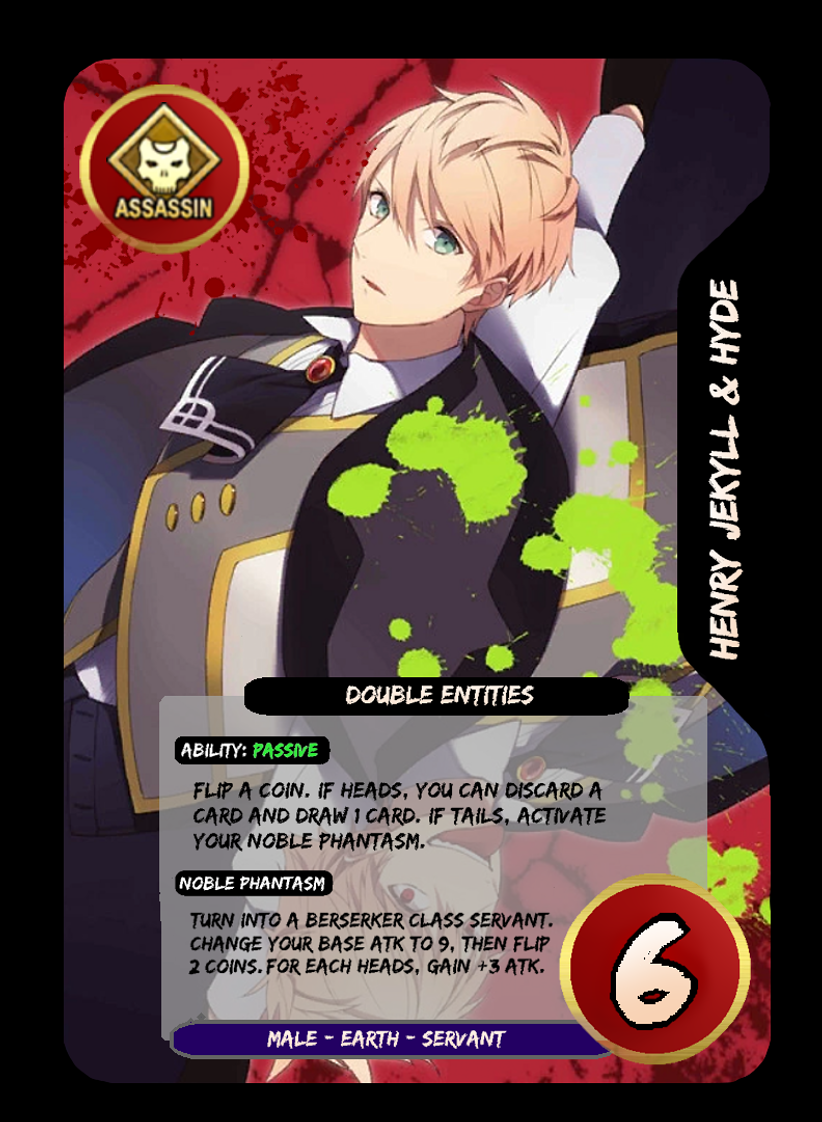 ASSASSIN
HENRY JEKYLL & HYDE
DOUBLE ENTITIES
ABILITY: PASSIVE
FLIP A COIN. IF HEADS, YOU CAN DISCARD A
CARD AND DRAW 1 CARD. IF TAILS, ACTIVATE
YOUR NOBLE PHANTASM.
NOBLE PHANTASM
TURN INTO A BERSERKER CLASS SERVANT.
CHANGE YOUR BASE ATK TO 9, THEN FLIP
2 COINS. FOR EACH HEADS, GAIN +3 ATK.
6
MALE - EARTH - SERVANT